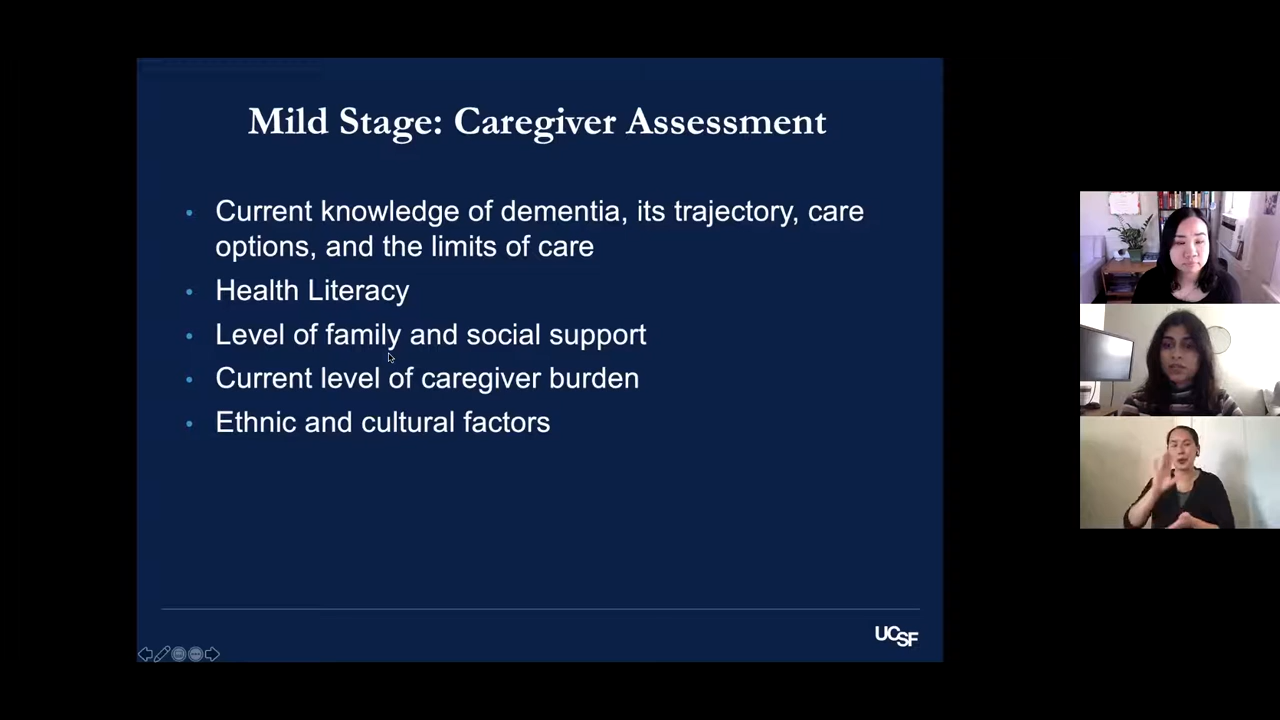 Mild Stage: Caregiver Assessment
• Current knowledge of dementia, its trajectory, care
options, and the limits of care
• Health Literacy
• Level of family and social support
• Current level of caregiver burden
• Ethnic and cultural factors
UCSF